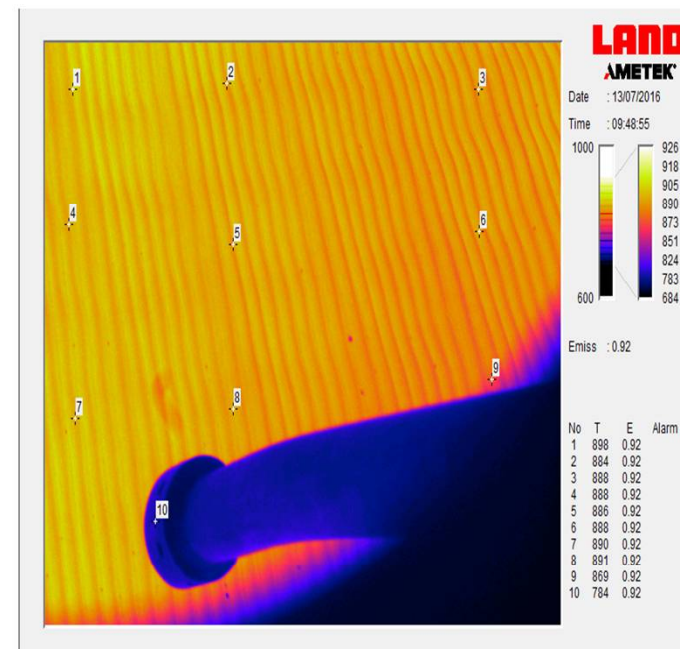 LAND
AMETEK®
Date : 13/07/2016
Time : 09:48:55
1000
600
926
918
905
890
873
851
824
783
684
Emiss : 0.92
No T E Alarm
1 898 0.92
2 884 0.92
3 888 0.92
4 888 0.92
5 886 0.92
6 888 0.92
7 890 0.92
8 891 0.92
9 869 0.92
10 784 0.92
1
2
3
4
5
6
7
8
9
10